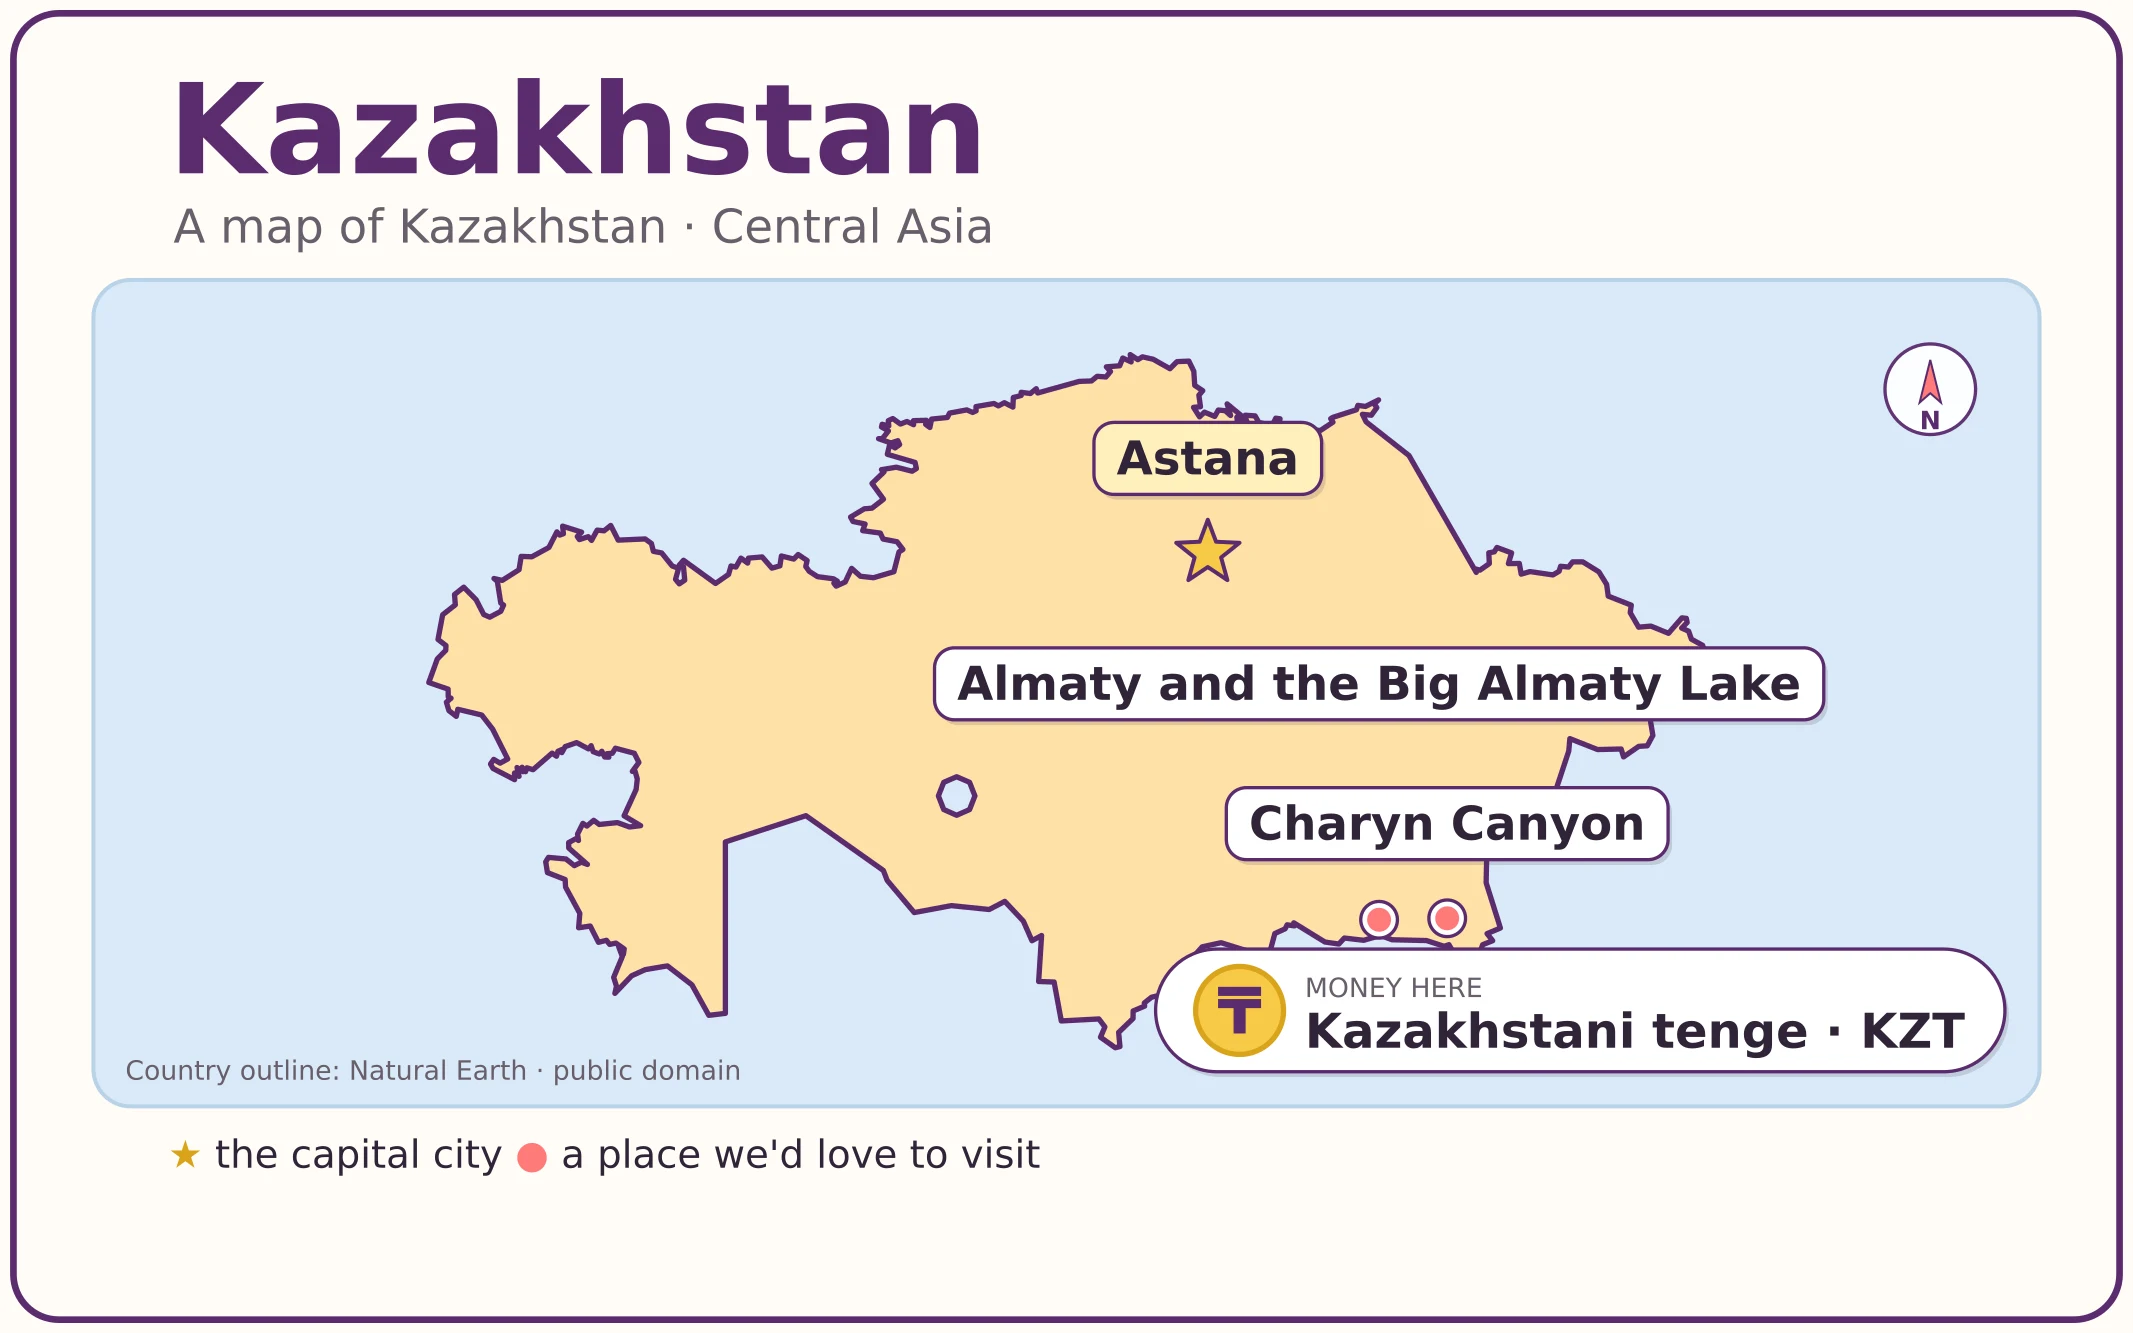 Kazakhstan
A map of Kazakhstan · Central Asia
N
Astana
Almaty and the Big Almaty Lake
Charyn Canyon
MONEY HERE
₸ Kazakhstani tenge · KZT
Country outline: Natural Earth · public domain
★ the capital city ● a place we'd love to visit